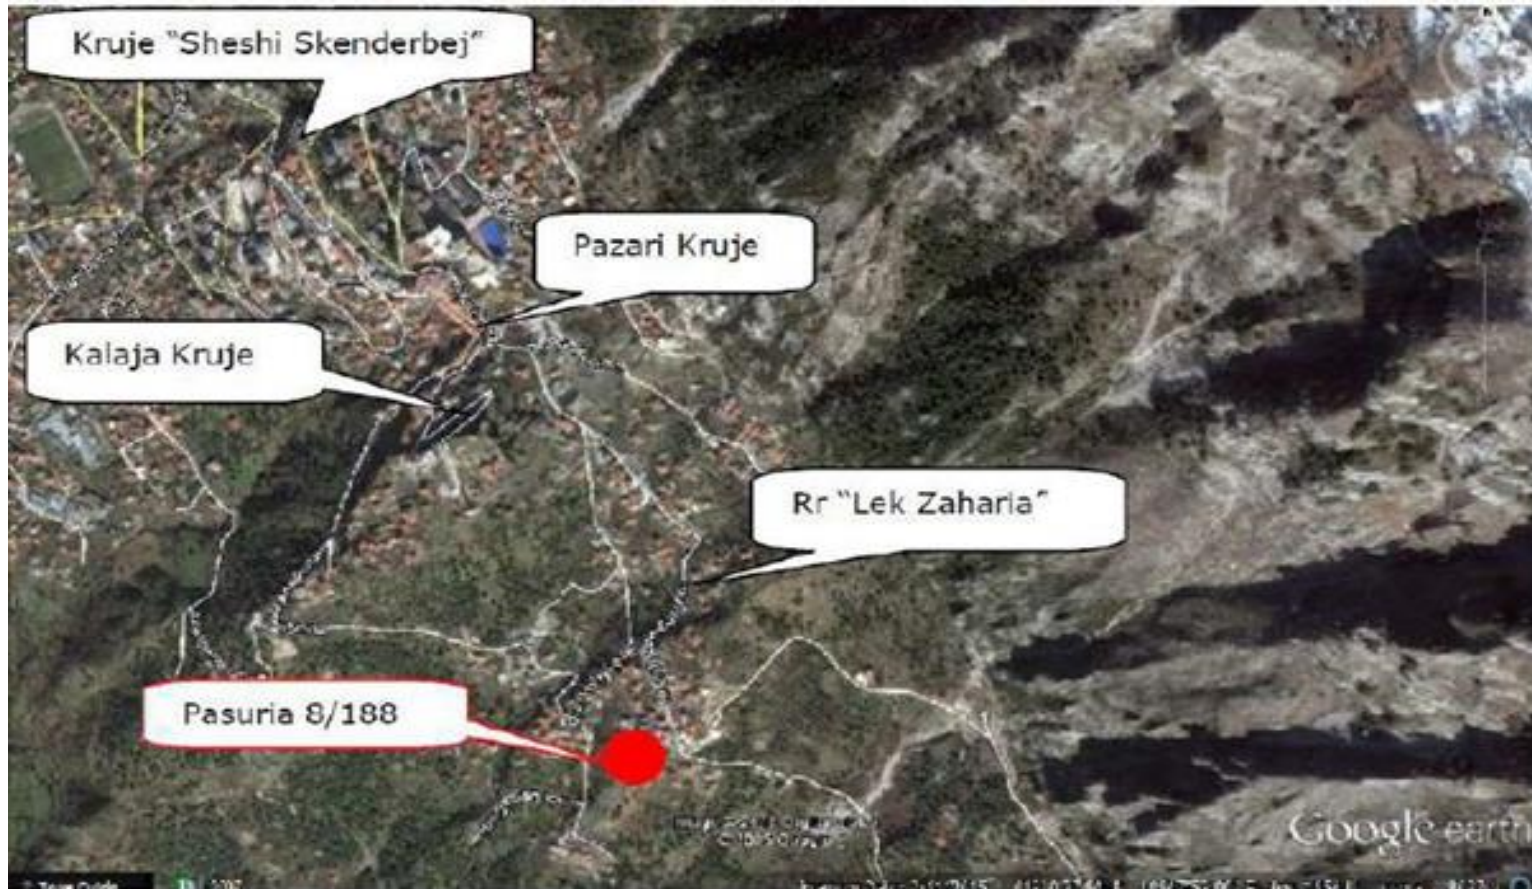 Kruje "Sheshi Skenderbej"
Pazari Kruje
Kalaja Kruje
Rr "Lek Zaharia"
Pasuria 8/188
Google earth